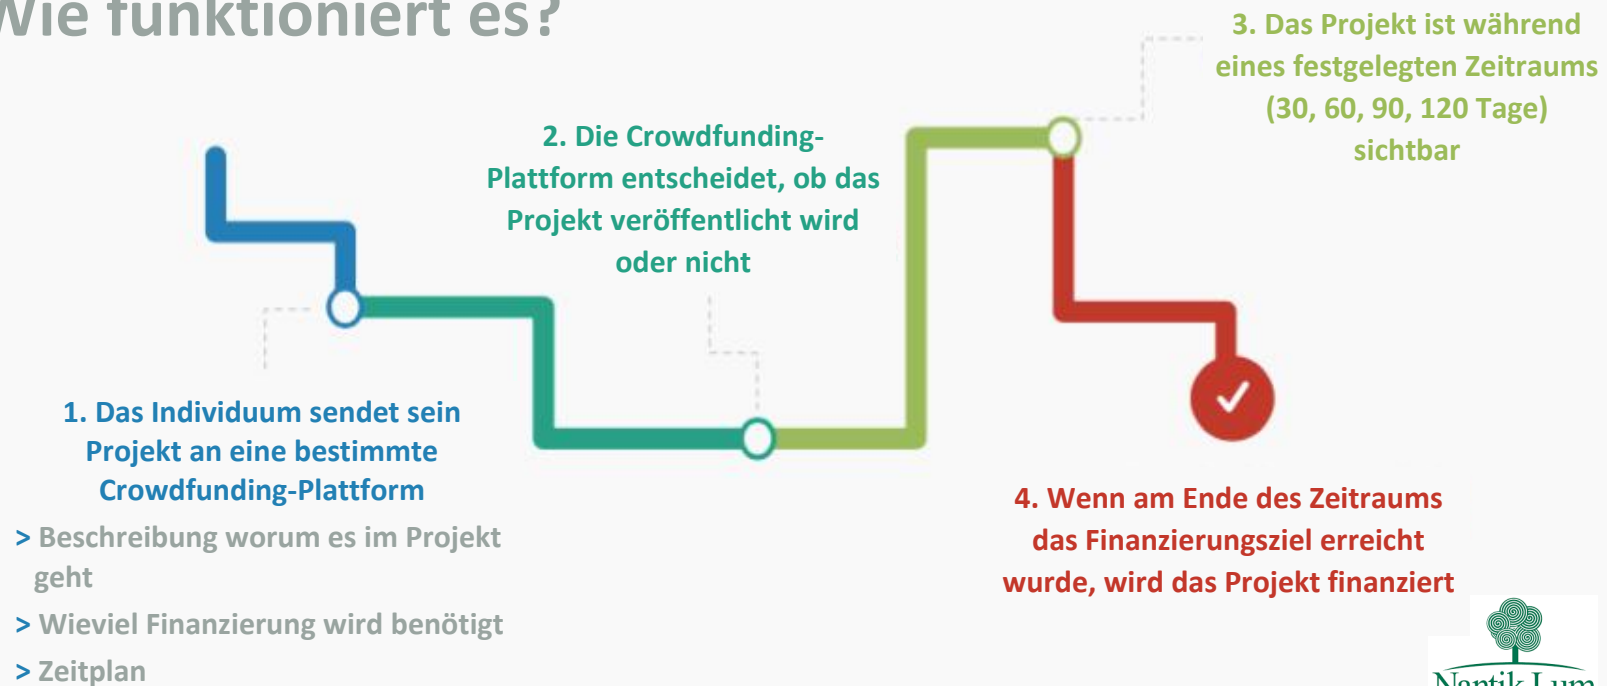 Wie funktioniert es?
3. Das Projekt ist während
eines festgelegten Zeitraums
(30, 60, 90, 120 Tage)
sichtbar
2. Die Crowdfunding-
Plattform entscheidet, ob das
Projekt veröffentlicht wird
oder nicht
1. Das Individuum sendet sein
Projekt an eine bestimmte
Crowdfunding-Plattform
> Beschreibung worum es im Projekt
geht
> Wieviel Finanzierung wird benötigt
> Zeitplan
4. Wenn am Ende des Zeitraums
das Finanzierungsziel erreicht
wurde, wird das Projekt finanziert
Nantik Lum